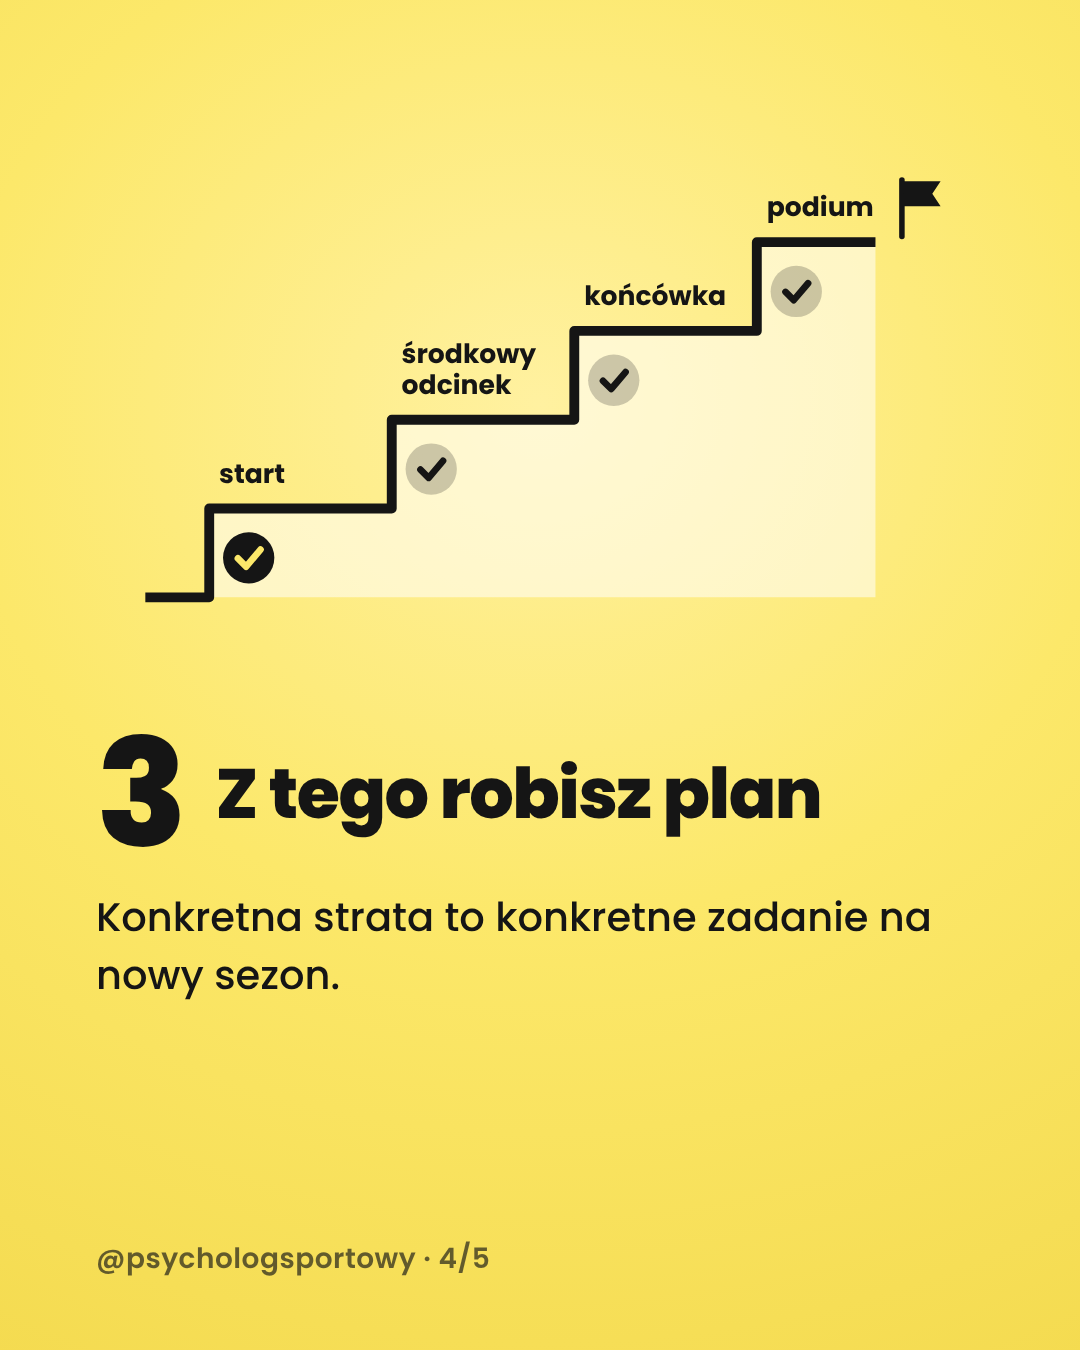 podium
końcówka
środkowy
odcinek
start
3 Z tego robisz plan
Konkretna strata to konkretne zadanie na
nowy sezon.
@psychologsportowy · 4/5